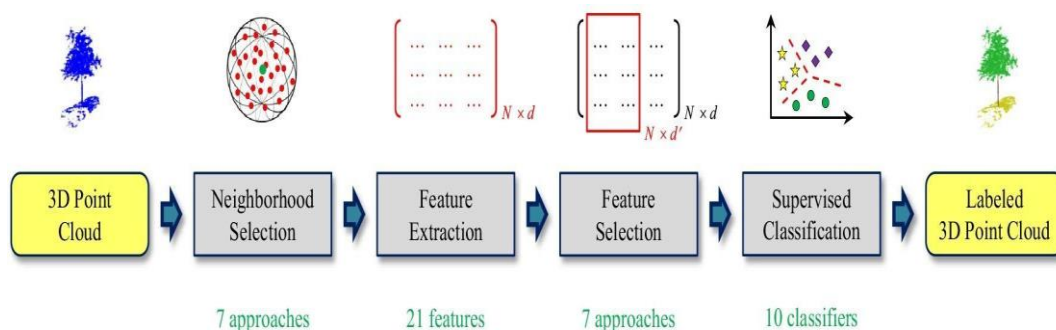 ... ... ...
... ... ...
... ... ...
N × d
... ... ...
... ... ...
... ... ...
N × d
N × d′
3D Point
Cloud
Neighborhood
Selection
Feature
Extraction
Feature
Selection
Supervised
Classification
Labeled
3D Point Cloud
7 approaches
21 features
7 approaches
10 classifiers